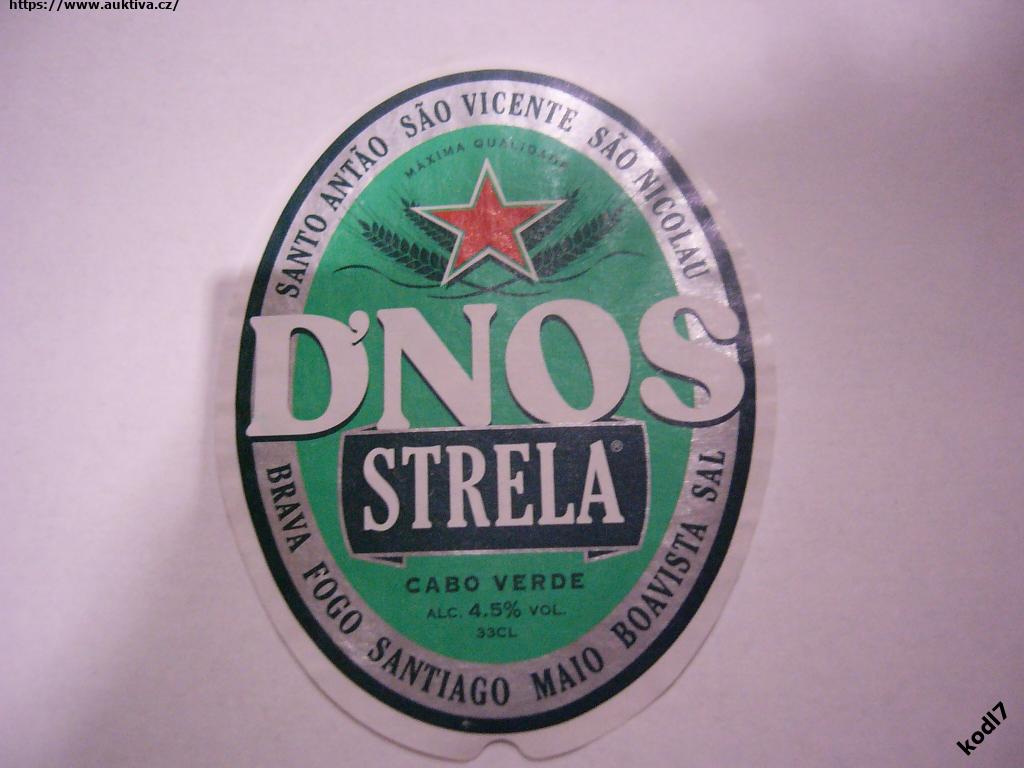 https://www.auktiva.cz/
SANTO ANTÃO SÃO VICENTE SÃO NICOLAU
MÁXIMA QUALIDADE
D'NOS
STRELA®
CABO VERDE
ALC. 4.5% VOL.
33CL
BRAVA FOGO SANTIAGO MAIO BOAVISTA SAL
kodl7